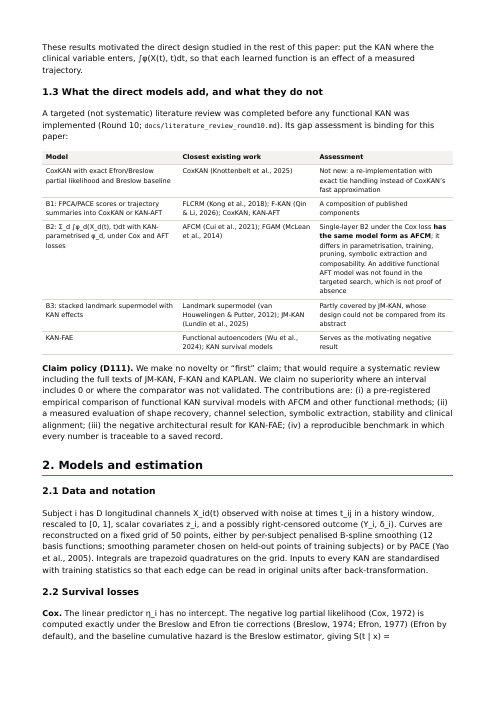 These results motivated the direct design studied in the rest of this paper: put the KAN where the
clinical variable enters, ∫φ(X(t), t)dt, so that each learned function is an effect of a measured
trajectory.
1.3 What the direct models add, and what they do not
A targeted (not systematic) literature review was completed before any functional KAN was
implemented (Round 10; docs/literature_review_round10.md). Its gap assessment is binding for this
paper:
Model
Closest existing work
Assessment
CoxKAN with exact Efron/Breslow
partial likelihood and Breslow baseline
CoxKAN (Knottenbelt et al., 2025)
Not new: a re-implementation with
exact tie handling instead of CoxKAN's
fast approximation
B1: FPCA/PACE scores or trajectory
summaries into CoxKAN or KAN-AFT
FLCRM (Kong et al., 2018); F-KAN (Qin
& Li, 2026); CoxKAN, KAN-AFT
A composition of published
components
B2: Σ_d ∫φ_d(X_d(t), t)dt with KAN-
parametrised φ_d, under Cox and AFT
losses
AFCM (Cui et al., 2021); FGAM (McLean
et al., 2014)
Single-layer B2 under the Cox loss has
the same model form as AFCM; it
differs in parametrisation, training,
pruning, symbolic extraction and
composability. An additive functional
AFT model was not found in the
targeted search, which is not proof of
absence
B3: stacked landmark supermodel with
KAN effects
Landmark supermodel (van
Houwelingen & Putter, 2012); JM-KAN
(Lundin et al., 2025)
Partly covered by JM-KAN, whose
design could not be compared from its
abstract
KAN-FAE
Functional autoencoders (Wu et al.,
2024); KAN survival models
Serves as the motivating negative
result
Claim policy (D111). We make no novelty or “first” claim; that would require a systematic review
including the full texts of JM-KAN, F-KAN and KAPLAN. We claim no superiority where an interval
includes 0 or where the comparator was not validated. The contributions are: (i) a pre-registered
empirical comparison of functional KAN survival models with AFCM and other functional methods; (ii)
a measured evaluation of shape recovery, channel selection, symbolic extraction, stability and clinical
alignment; (iii) the negative architectural result for KAN-FAE; (iv) a reproducible benchmark in which
every number is traceable to a saved record.
2. Models and estimation
2.1 Data and notation
Subject i has D longitudinal channels X_id(t) observed with noise at times t_ij in a history window,
rescaled to [0, 1], scalar covariates z_i, and a possibly right-censored outcome (Y_i, δ_i). Curves are
reconstructed on a fixed grid of 50 points, either by per-subject penalised B-spline smoothing (12
basis functions; smoothing parameter chosen on held-out points of training subjects) or by PACE (Yao
et al., 2005). Integrals are trapezoid quadratures on the grid. Inputs to every KAN are standardised
with training statistics so that each edge can be read in original units after back-transformation.
2.2 Survival losses
Cox. The linear predictor η_i has no intercept. The negative log partial likelihood (Cox, 1972) is
computed exactly under the Breslow and Efron tie corrections (Breslow, 1974; Efron, 1977) (Efron by
default), and the baseline cumulative hazard is the Breslow estimator, giving S(t | x) =